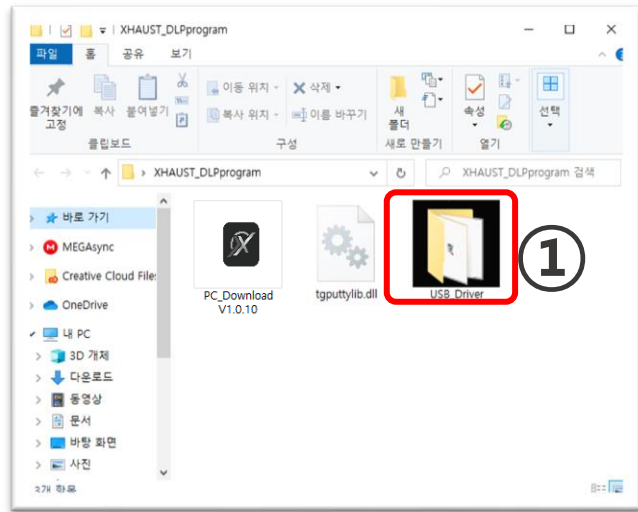 XHAUST_DLPprogram
파일 홈 공유 보기
즐겨찾기에 고정
복사
붙여넣기
이동 위치
복사 위치
삭제
이름 바꾸기
새 폴더
속성
선택
클립보드 구성 새로 만들기 열기
XHAUST_DLPprogram
XHAUST_DLPprogram 검색
바로 가기
MEGAsync
Creative Cloud File
OneDrive
내 PC
3D 개체
다운로드
동영상
문서
바탕 화면
사진
PC_Download V1.0.10
tgputtylib.dll
USB_Driver
①